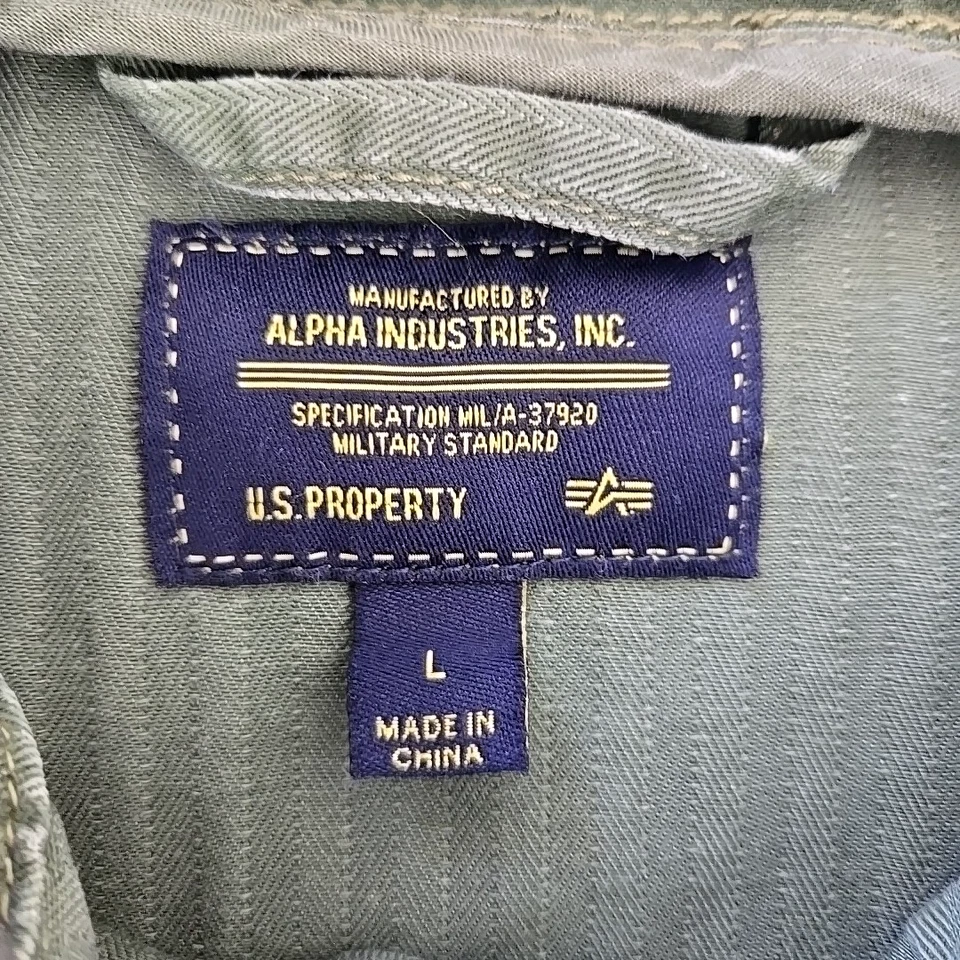 MANUFACTURED BY
ALPHA INDUSTRIES, INC.
SPECIFICATION MIL/A-37920
MILITARY STANDARD
U.S. PROPERTY
L
MADE IN
CHINA